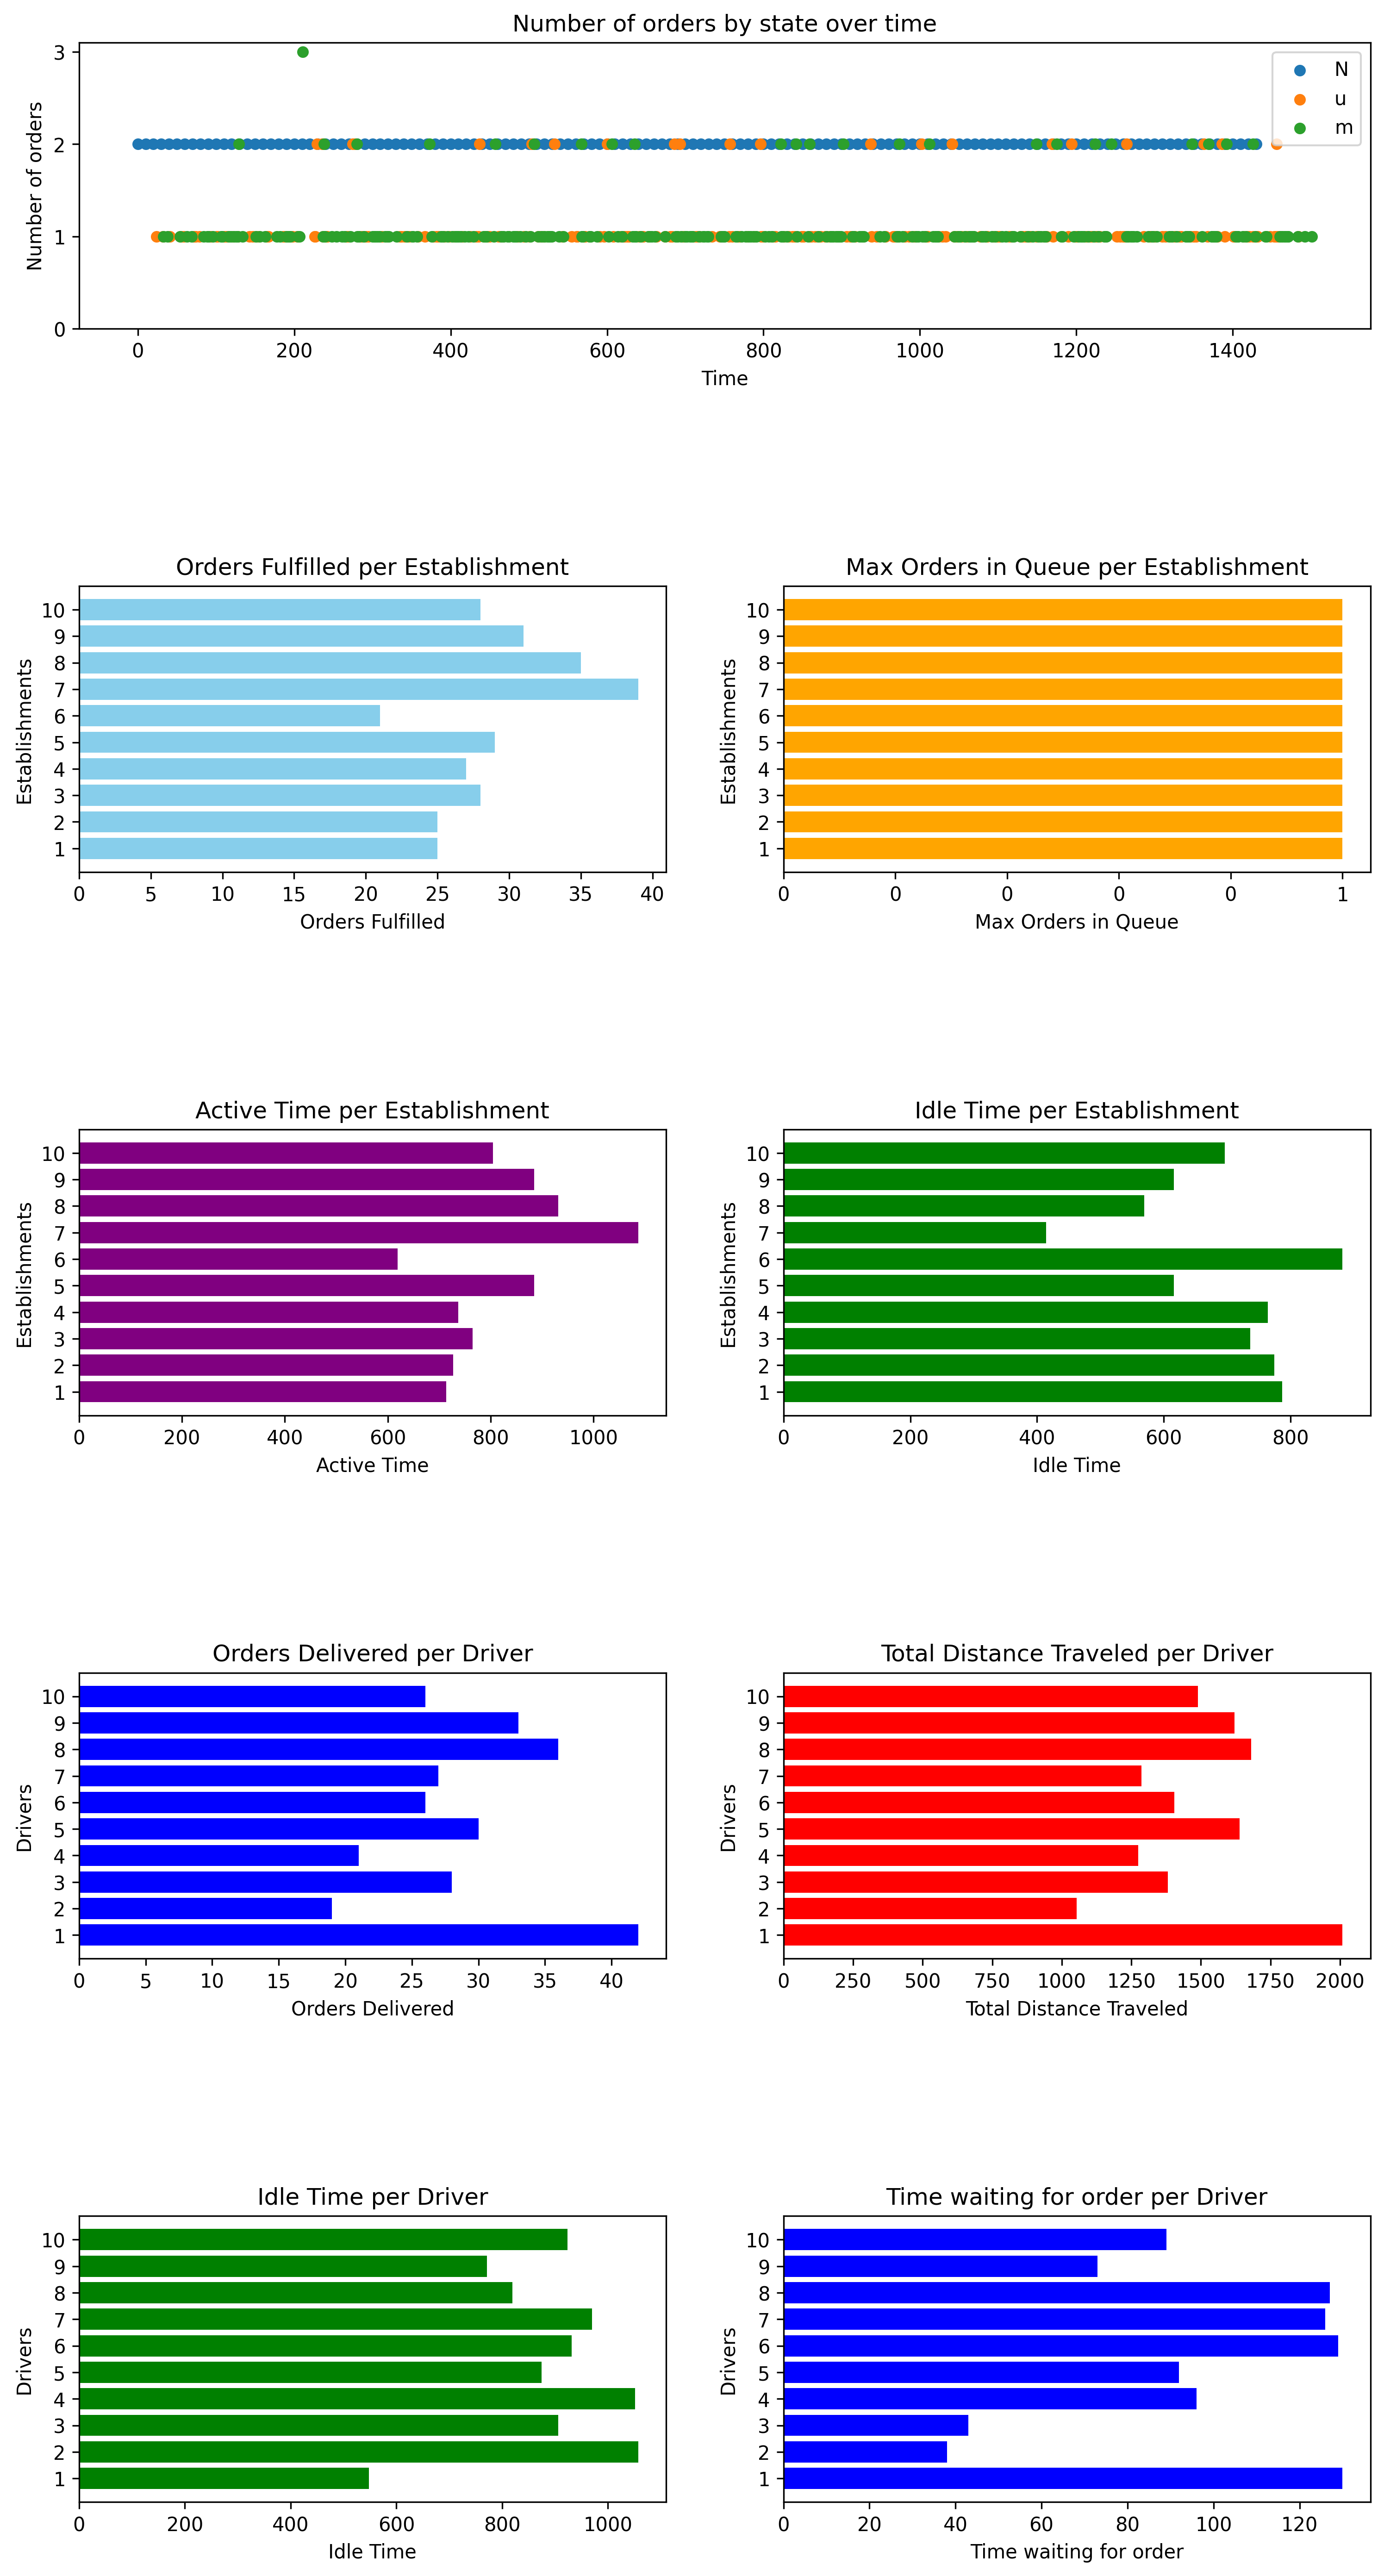 Number of orders by state over time
3
2
1
0
Number of orders
N
u
m
0 200 400 600 800 1000 1200 1400
Time
Orders Fulfilled per Establishment
10
9
8
7
6
5
4
3
2
1
Establishments
0 5 10 15 20 25 30 35 40
Orders Fulfilled
Max Orders in Queue per Establishment
10
9
8
7
6
5
4
3
2
1
Establishments
0 0 0 0 0 1
Max Orders in Queue
Active Time per Establishment
10
9
8
7
6
5
4
3
2
1
Establishments
0 200 400 600 800 1000
Active Time
Idle Time per Establishment
10
9
8
7
6
5
4
3
2
1
Establishments
0 200 400 600 800
Idle Time
Orders Delivered per Driver
10
9
8
7
6
5
4
3
2
1
Drivers
0 5 10 15 20 25 30 35 40
Orders Delivered
Total Distance Traveled per Driver
10
9
8
7
6
5
4
3
2
1
Drivers
0 250 500 750 1000 1250 1500 1750 2000
Total Distance Traveled
Idle Time per Driver
10
9
8
7
6
5
4
3
2
1
Drivers
0 200 400 600 800 1000
Idle Time
Time waiting for order per Driver
10
9
8
7
6
5
4
3
2
1
Drivers
0 20 40 60 80 100 120
Time waiting for order